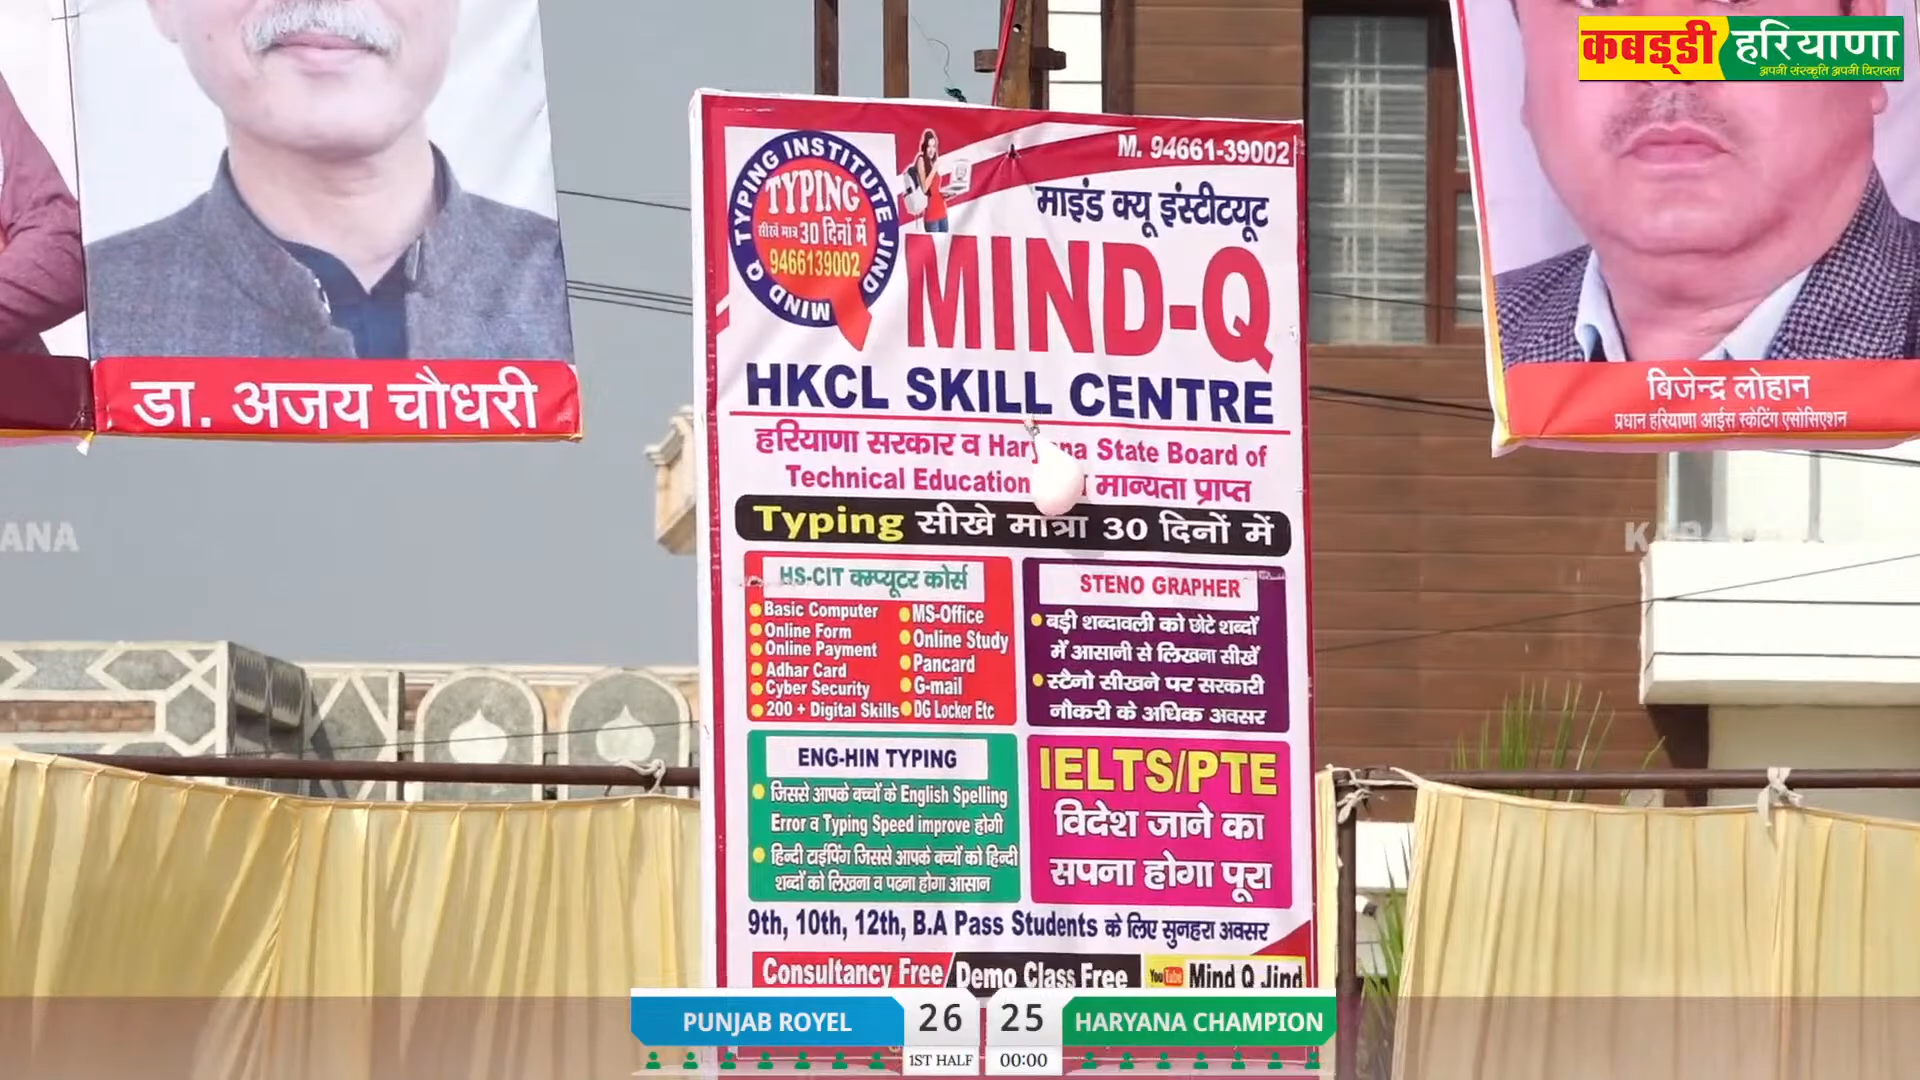 कबड्डी हरियाणा
अपनी संस्कृति अपनी विरासत
डा. अजय चौधरी
बिजेन्द्र लोहान
प्रधान हरियाणा आईस स्केटिंग एसोसिएशन
M. 94661-39002
MIND Q TYPING INSTITUTE JIND
TYPING
सीखें मात्र 30 दिनों में
9466139002
माइंड क्यू इंस्टीटयूट
MIND-Q
HKCL SKILL CENTRE
हरियाणा सरकार व Haryana State Board of
Technical Education मान्यता प्राप्त
Typing सीखे मात्रा 30 दिनों में
HS-CIT कम्प्यूटर कोर्स
Basic Computer
Online Form
Online Payment
Adhar Card
Cyber Security
200 + Digital Skills
MS-Office
Online Study
Pancard
G-mail
DG Locker Etc
STENO GRAPHER
बड़ी शब्दावली को छोटे शब्दों
में आसानी से लिखना सीखें
स्टेनो सीखने पर सरकारी
नौकरी के अधिक अवसर
ENG-HIN TYPING
जिससे आपके बच्चों के English Spelling
Error व Typing Speed improve होगी
हिन्दी टाईपिंग जिससे आपके बच्चों को हिन्दी
शब्दों को लिखना व पढना होगा आसान
IELTS/PTE
विदेश जाने का
सपना होगा पूरा
9th, 10th, 12th, B.A Pass Students के लिए सुनहरा अवसर
Consultancy Free Demo Class Free YouTube Mind Q Jind
PUNJAB ROYEL 26 25 HARYANA CHAMPION
1ST HALF 00:00